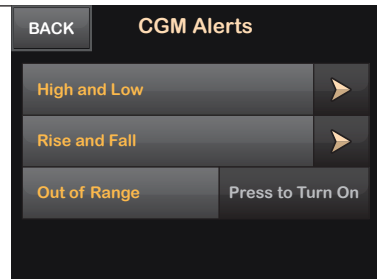 BACK
CGM Alerts
High and Low
Rise and Fall
Out of Range
Press to Turn On